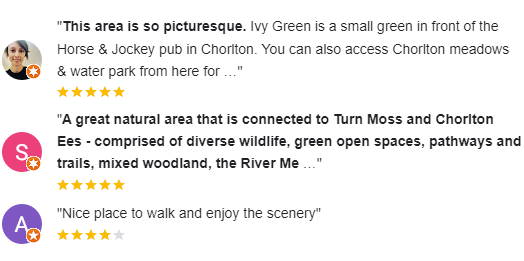 "This area is so picturesque. Ivy Green is a small green in front of the
Horse & Jockey pub in Chorlton. You can also access Chorlton meadows
& water park from here for …"
"A great natural area that is connected to Turn Moss and Chorlton
S
Ees - comprised of diverse wildlife, green open spaces, pathways and
trails, mixed woodland, the River Me …"
A
"Nice place to walk and enjoy the scenery"